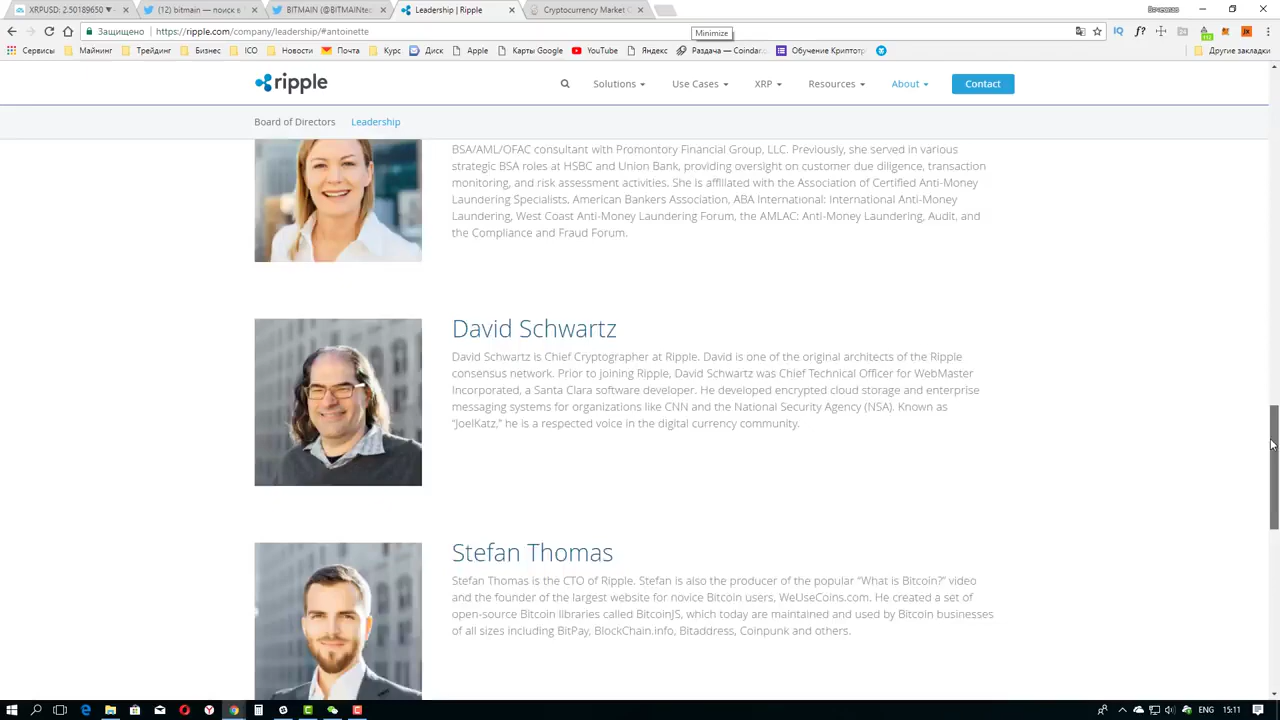 XRPUSD: 2.50189650 ▼
(12) bitmain — поиск в
BITMAIN (@BITMAINtec
Leadership | Ripple
Cryptocurrency Market C
Защищено
https://ripple.com/company/leadership/#antoinette
Minimize
Сервисы
Майнинг
Трейдинг
Бизнес
ICO
Новости
Почта
Курс
Диск
Apple
Карты Google
YouTube
Яндекс
Раздача — Coindar.
Обучение Криптот
Другие закладки
ripple
Solutions
Use Cases
XRP
Resources
About
Contact
Board of Directors
Leadership
BSA/AML/OFAC consultant with Promontory Financial Group, LLC. Previously, she served in various
strategic BSA roles at HSBC and Union Bank, providing oversight on customer due diligence, transaction
monitoring, and risk assessment activities. She is affiliated with the Association of Certified Anti-Money
Laundering Specialists, American Bankers Association, ABA International: International Anti-Money
Laundering, West Coast Anti-Money Laundering Forum, the AMLAC: Anti-Money Laundering, Audit, and
the Compliance and Fraud Forum.
David Schwartz
David Schwartz is Chief Cryptographer at Ripple. David is one of the original architects of the Ripple
consensus network. Prior to joining Ripple, David Schwartz was Chief Technical Officer for WebMaster
Incorporated, a Santa Clara software developer. He developed encrypted cloud storage and enterprise
messaging systems for organizations like CNN and the National Security Agency (NSA). Known as
“JoelKatz,” he is a respected voice in the digital currency community.
Stefan Thomas
Stefan Thomas is the CTO of Ripple. Stefan is also the producer of the popular “What is Bitcoin?” video
and the founder of the largest website for novice Bitcoin users, WeUseCoins.com. He created a set of
open-source Bitcoin libraries called BitcoinJS, which today are maintained and used by Bitcoin businesses
of all sizes including BitPay, BlockChain.info, Bitaddress, Coinpunk and others.
ENG
15:11